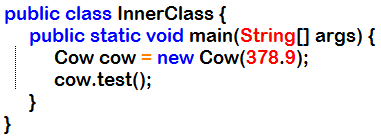 public class InnerClass {
    public static void main(String[] args) {
        Cow cow = new Cow(378.9);
        cow.test();
    }
}